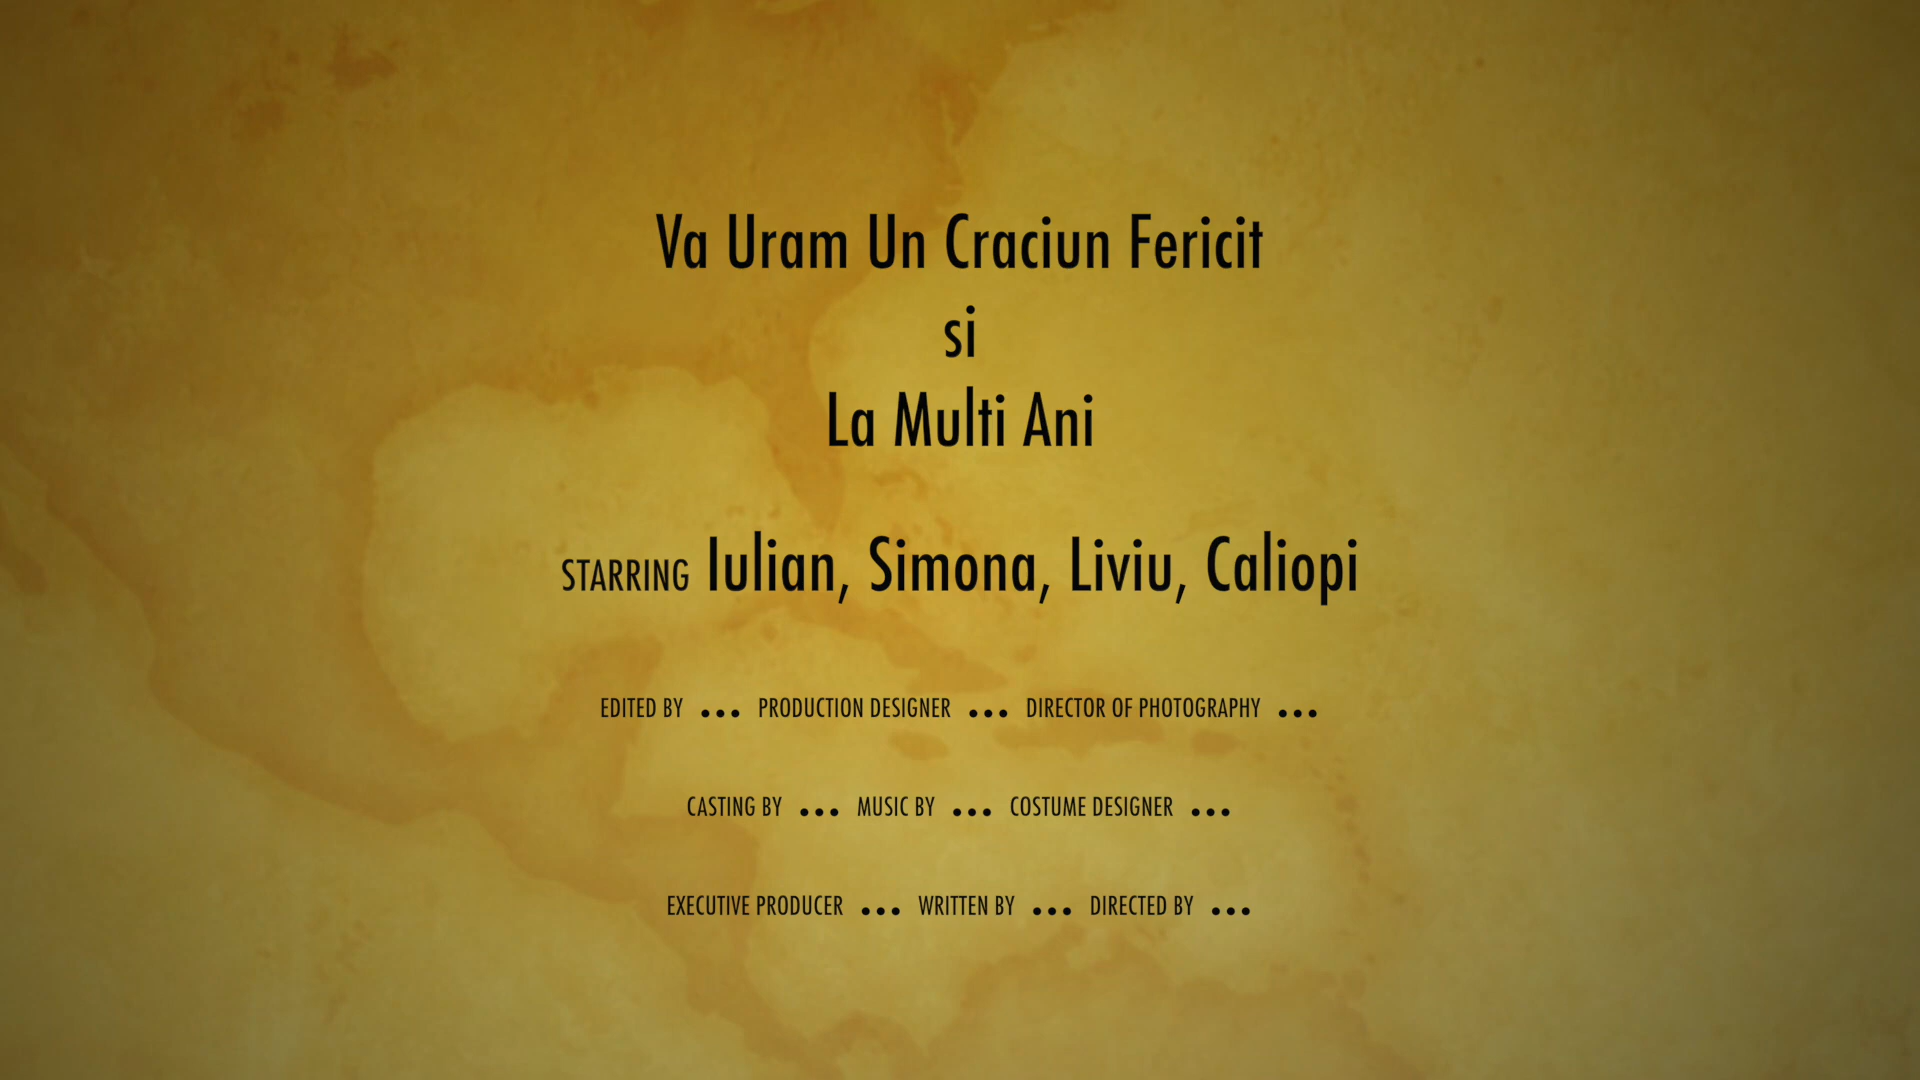 Va Uram Un Craciun Fericit
si
La Multi Ani
STARRING Iulian, Simona, Liviu, Caliopi
EDITED BY ... PRODUCTION DESIGNER ... DIRECTOR OF PHOTOGRAPHY ...
CASTING BY ... MUSIC BY ... COSTUME DESIGNER ...
EXECUTIVE PRODUCER ... WRITTEN BY ... DIRECTED BY ...